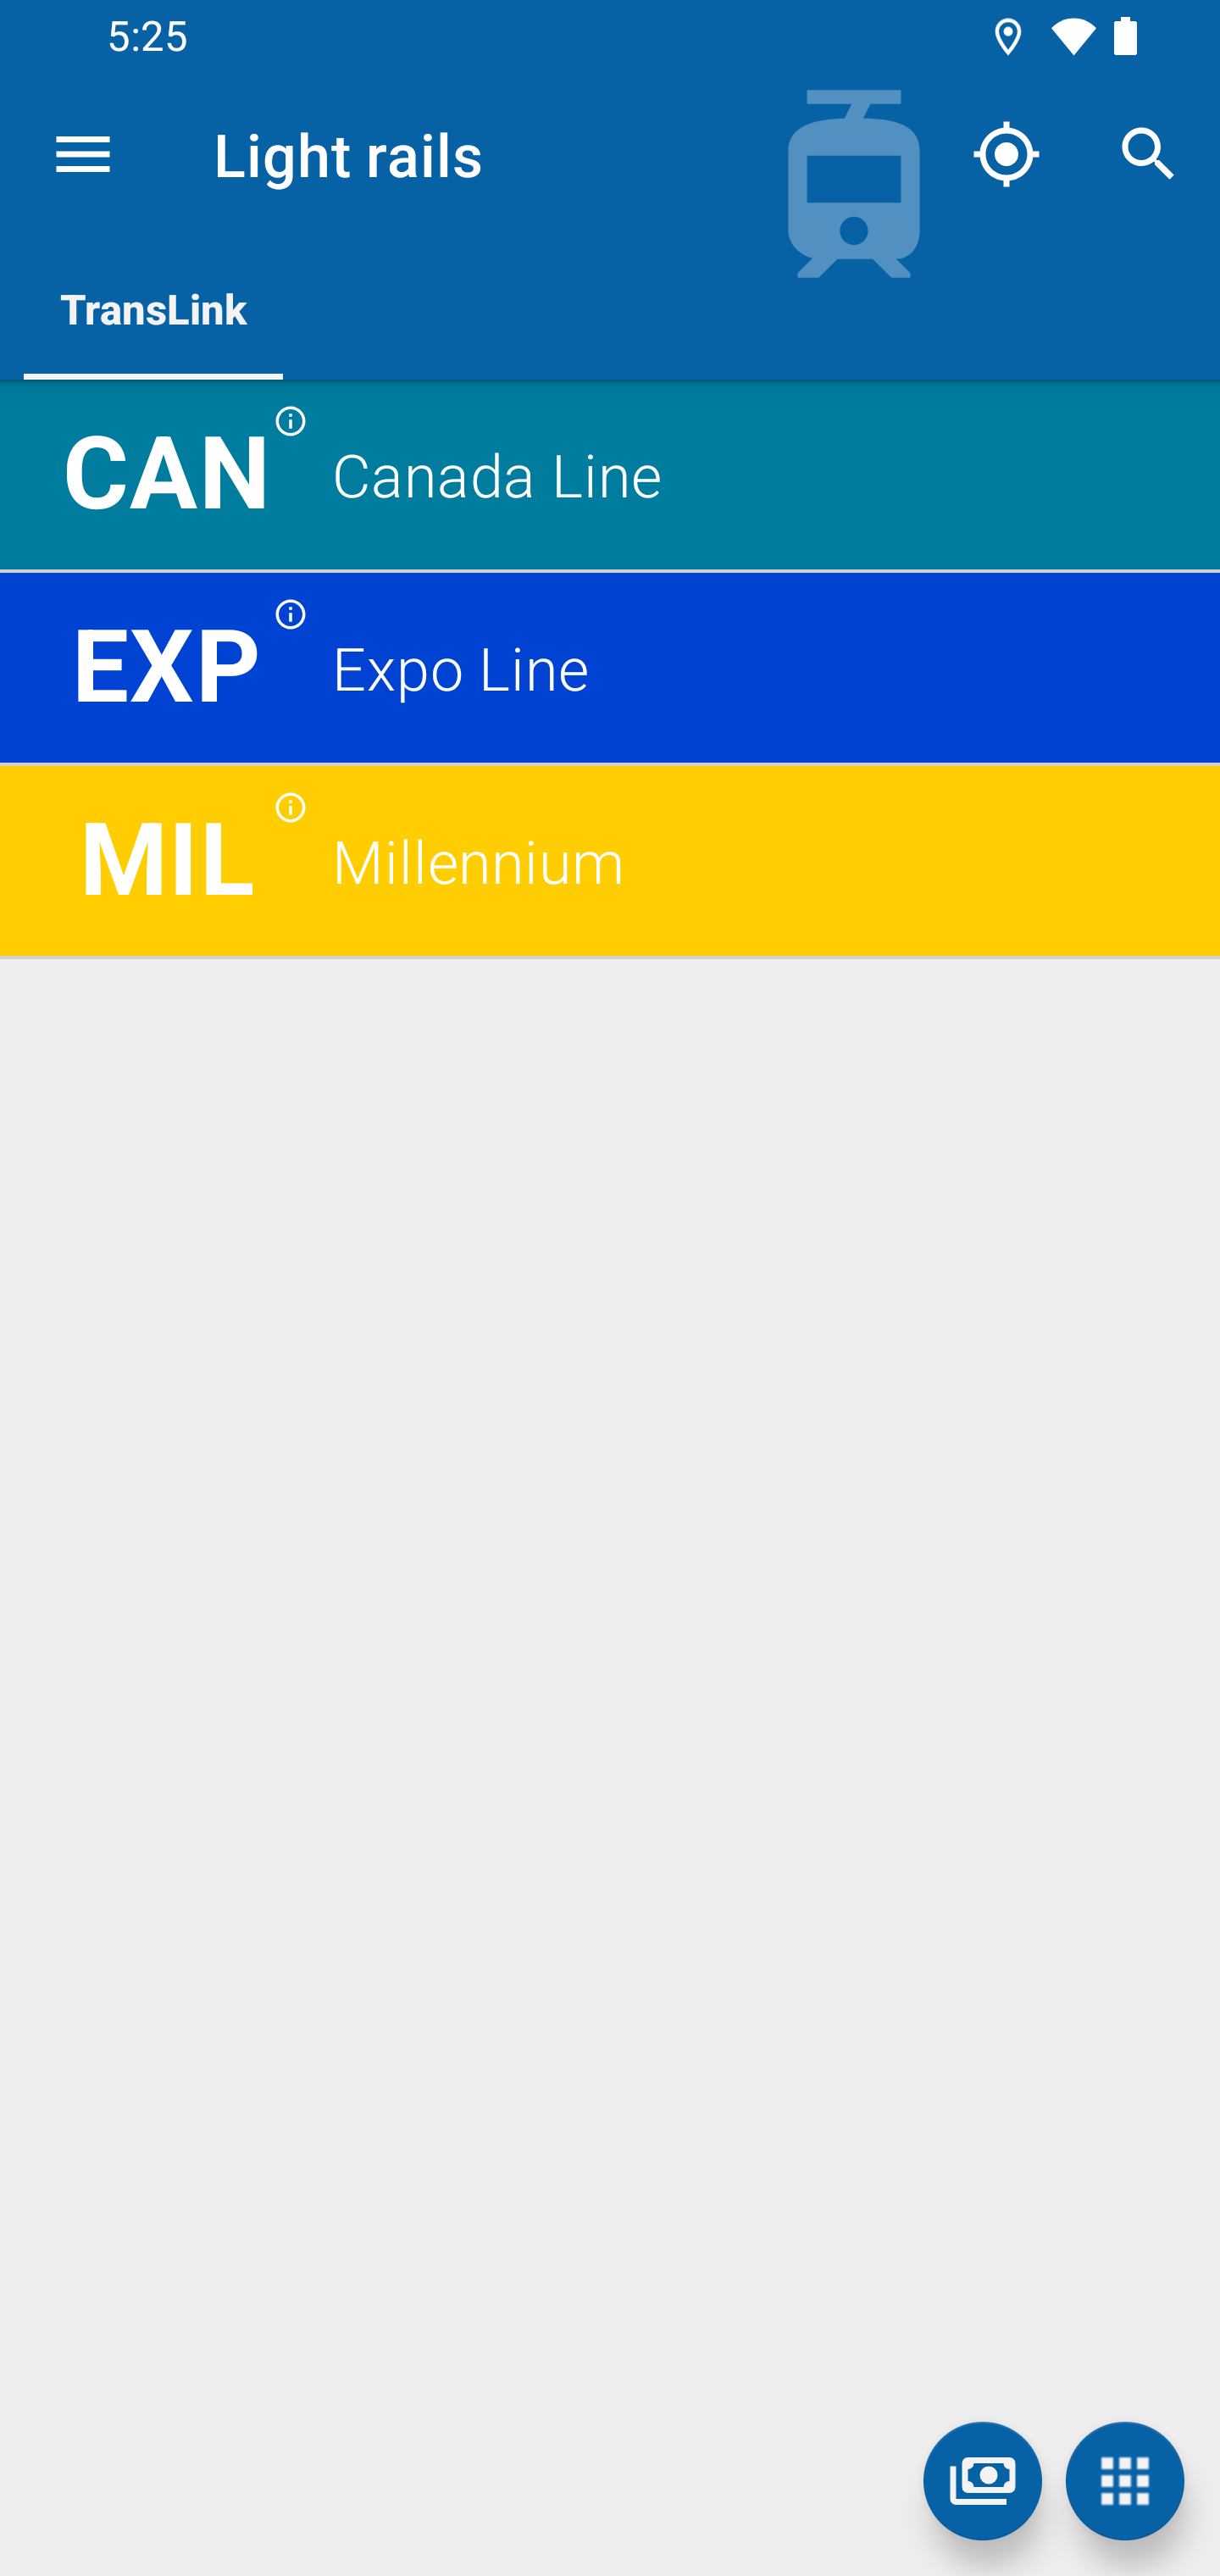 5:25
Light rails
TransLink
CAN
Canada Line
EXP
Expo Line
MIL
Millennium